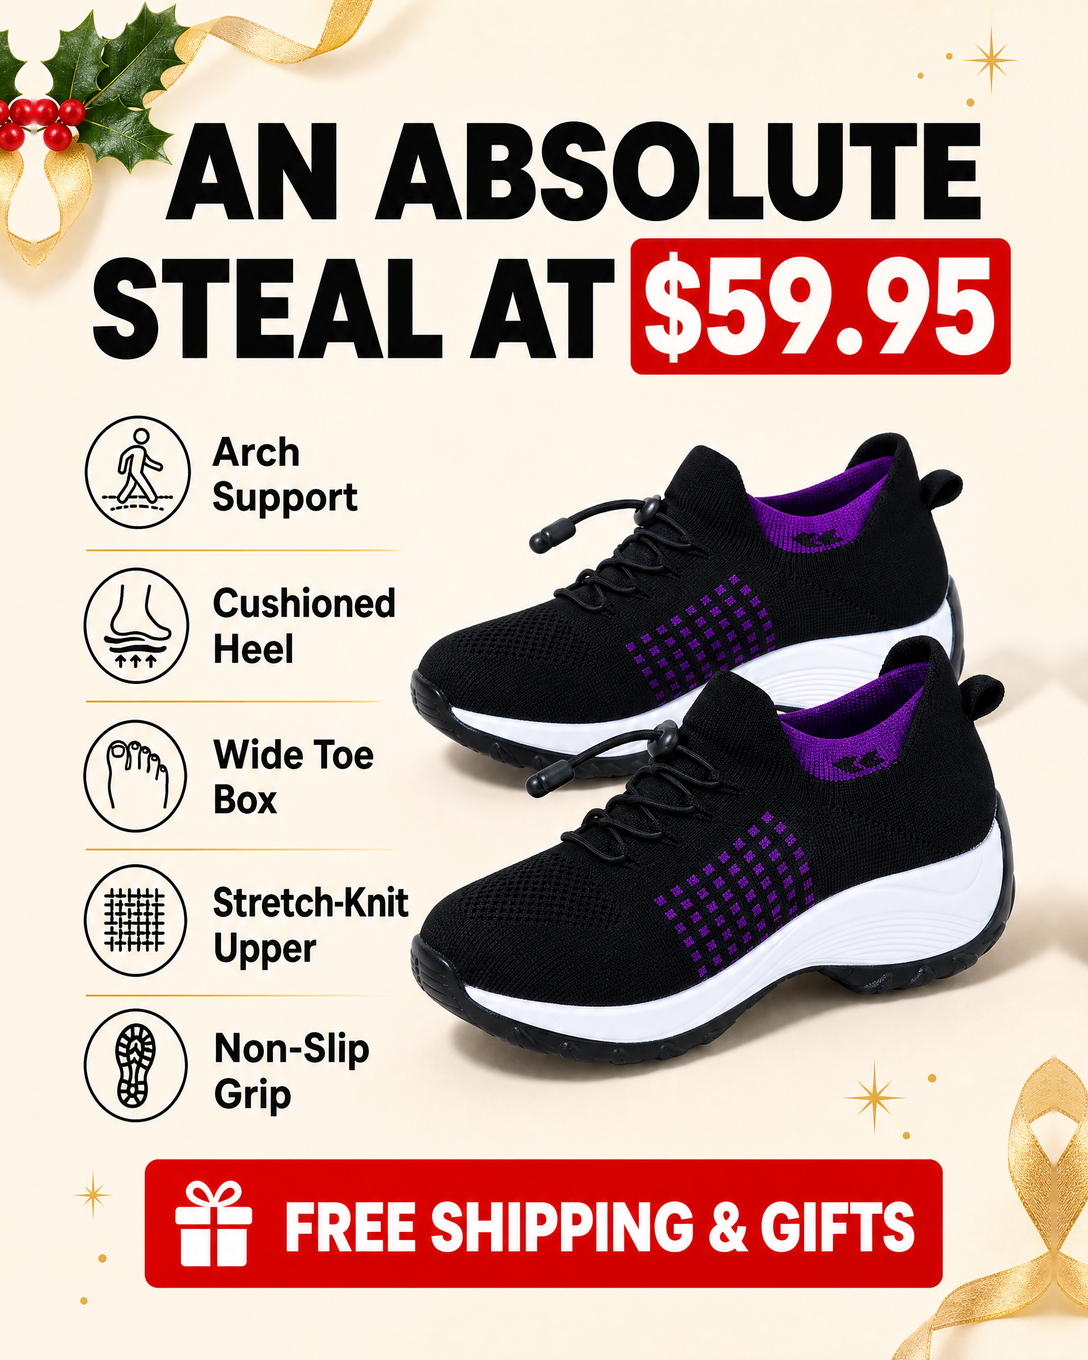 AN ABSOLUTE
STEAL AT $59.95
Arch
Support
Cushioned
Heel
Wide Toe
Box
Stretch-Knit
Upper
Non-Slip
Grip
FREE SHIPPING & GIFTS